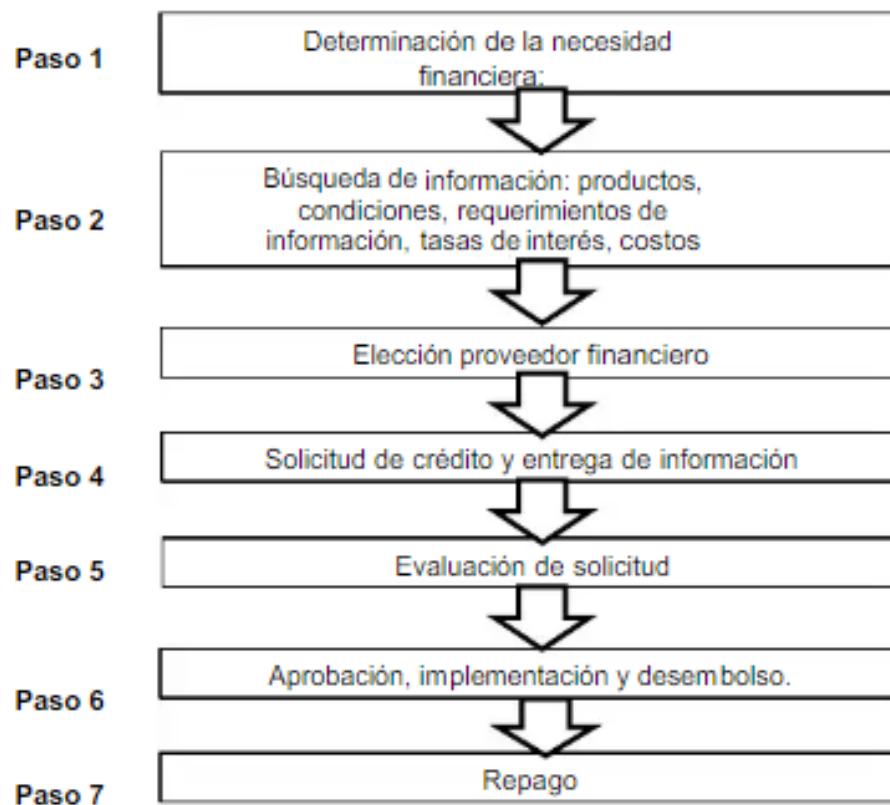 Paso 1
Determinación de la necesidad
financiera:
Paso 2
Búsqueda de información: productos,
condiciones, requerimientos de
información, tasas de interés, costos
Paso 3
Elección proveedor financiero
Paso 4
Solicitud de crédito y entrega de información
Paso 5
Evaluación de solicitud
Paso 6
Aprobación, implementación y desembolso.
Paso 7
Repago